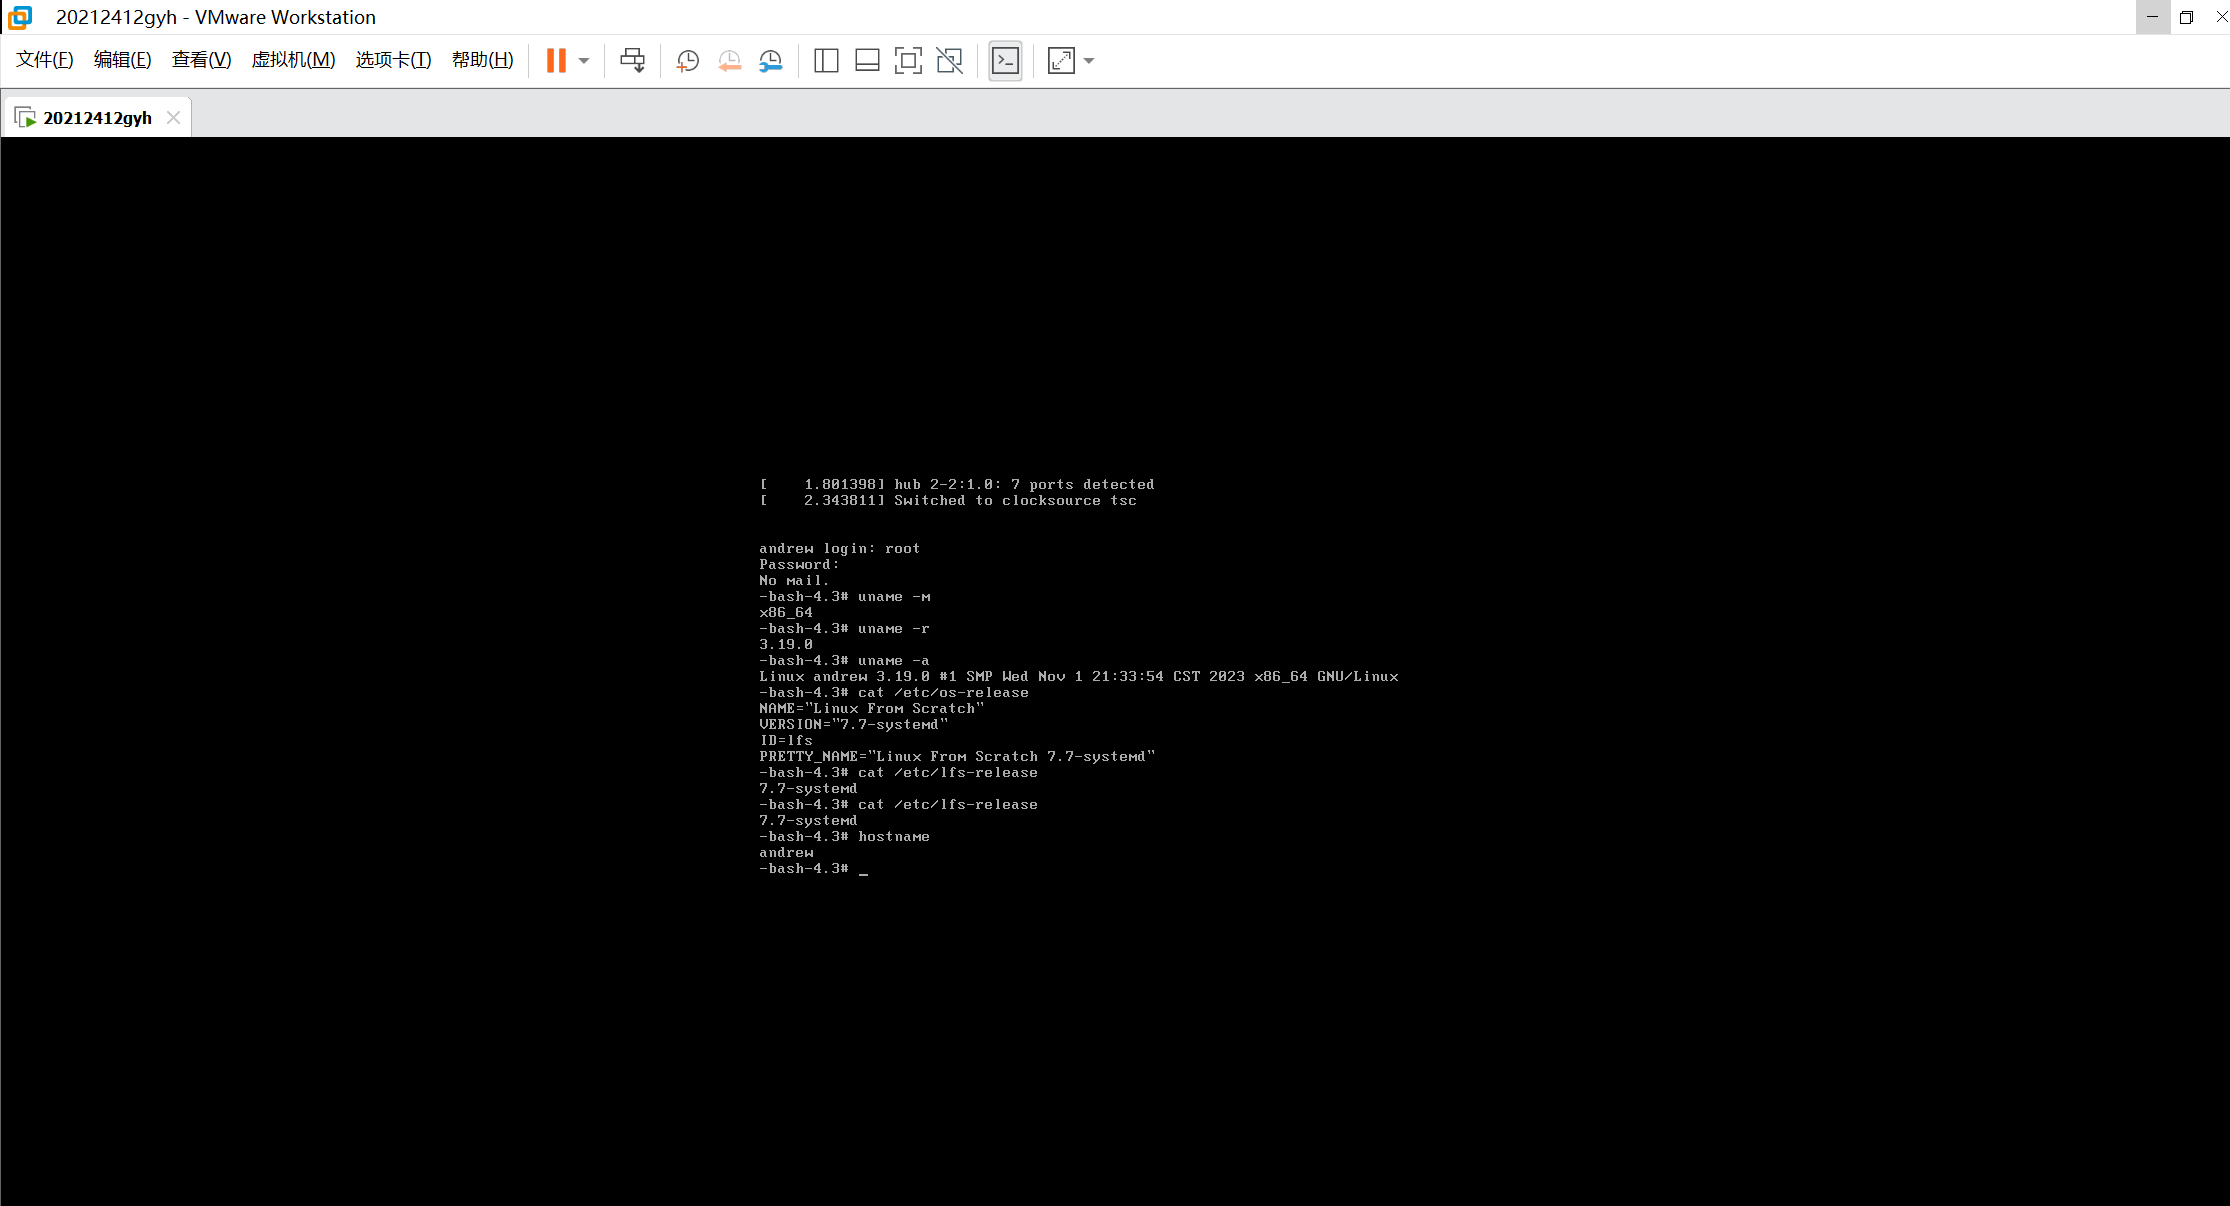 20212412gyh - VMware Workstation
文件(F) 编辑(E) 查看(V) 虚拟机(M) 选项卡(T) 帮助(H)
20212412gyh
[    1.801398] hub 2-2:1.0: 7 ports detected
[    2.343811] Switched to clocksource tsc
andrew login: root
Password:
No mail.
-bash-4.3# uname -m
x86_64
-bash-4.3# uname -r
3.19.0
-bash-4.3# uname -a
Linux andrew 3.19.0 #1 SMP Wed Nov 1 21:33:54 CST 2023 x86_64 GNU/Linux
-bash-4.3# cat /etc/os-release
NAME="Linux From Scratch"
VERSION="7.7-systemd"
ID=lfs
PRETTY_NAME="Linux From Scratch 7.7-systemd"
-bash-4.3# cat /etc/lfs-release
7.7-systemd
-bash-4.3# cat /etc/lfs-release
7.7-systemd
-bash-4.3# hostname
andrew
-bash-4.3# _